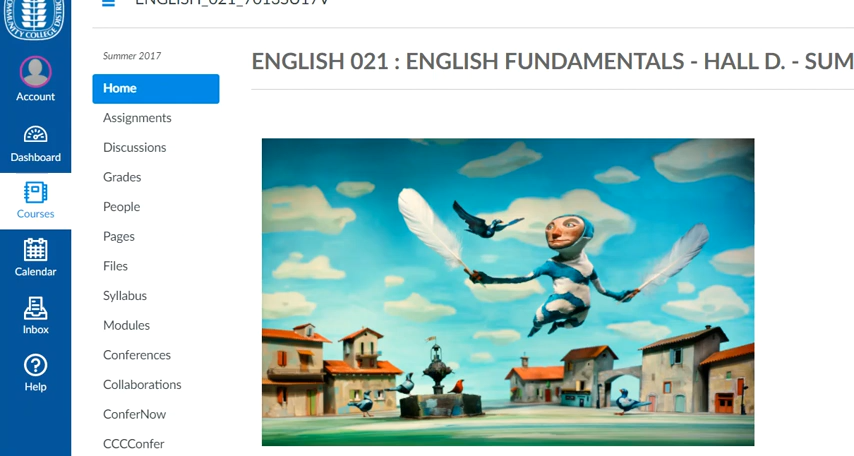 Summer 2017
ENGLISH 021 : ENGLISH FUNDAMENTALS - HALL D. - SUM
Home
Account
Assignments
Discussions
Dashboard
Grades
People
Courses
Pages
Files
Calendar
Syllabus
Modules
Inbox
Conferences
Help
Collaborations
ConferNow
CCCConfer